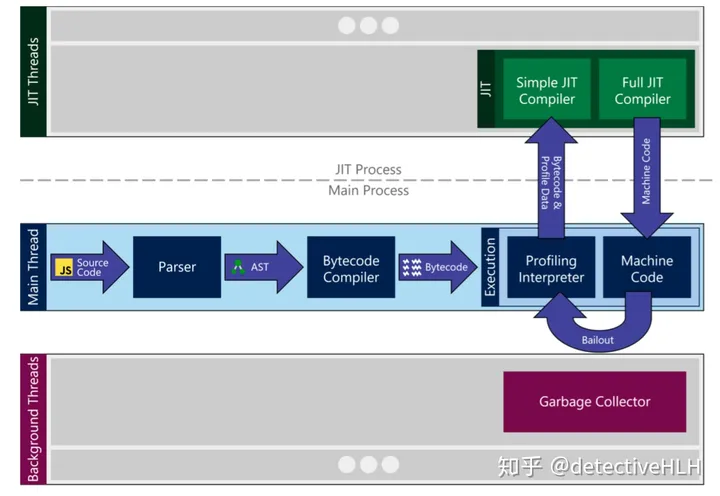 JIT Threads
JIT
Simple JIT
Compiler
Full JIT
Compiler
Bytecode &
Profile Data
Machine Code
JIT Process
Main Process
Main Thread
JS
Source
Code
Parser
AST
Bytecode
Compiler
Bytecode
Execution
Profiling
Interpreter
Machine
Code
Bailout
Background Threads
Garbage Collector
知乎 @detectiveHLH